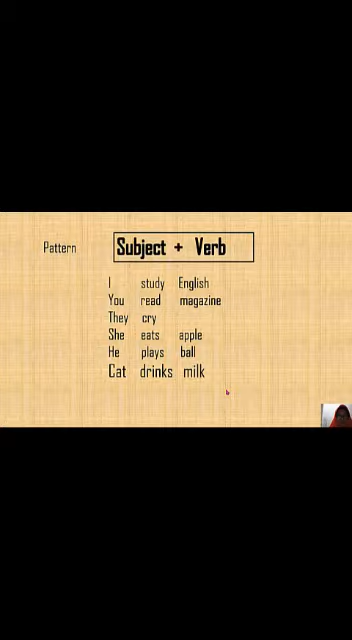 Pattern Subject + Verb
I study English
You read magazine
They cry
She eats apple
He plays ball
Cat drinks milk